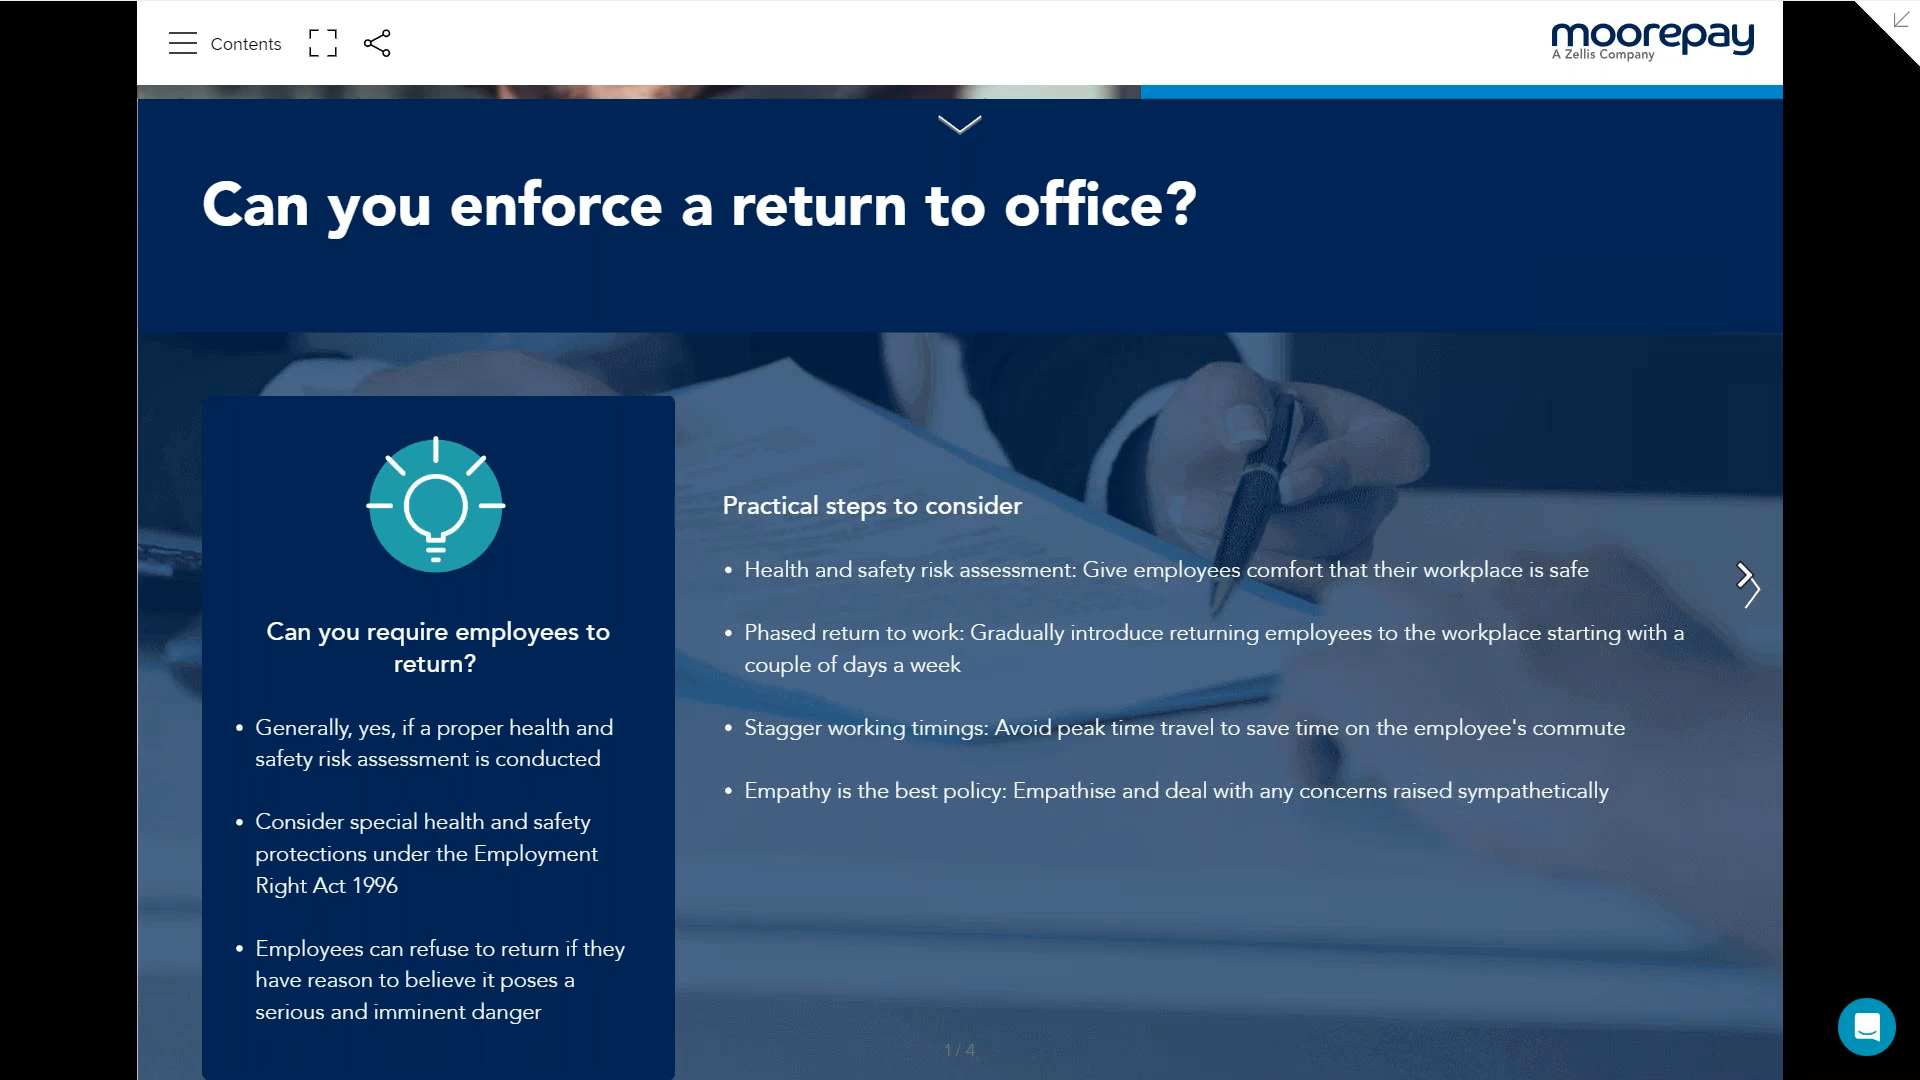 Contents
moorepay
A Zellis Company
Can you enforce a return to office?
Can you require employees to
return?
• Generally, yes, if a proper health and
safety risk assessment is conducted
• Consider special health and safety
protections under the Employment
Right Act 1996
• Employees can refuse to return if they
have reason to believe it poses a
serious and imminent danger
Practical steps to consider
• Health and safety risk assessment: Give employees comfort that their workplace is safe
• Phased return to work: Gradually introduce returning employees to the workplace starting with a
couple of days a week
• Stagger working timings: Avoid peak time travel to save time on the employee's commute
• Empathy is the best policy: Empathise and deal with any concerns raised sympathetically
1 / 4